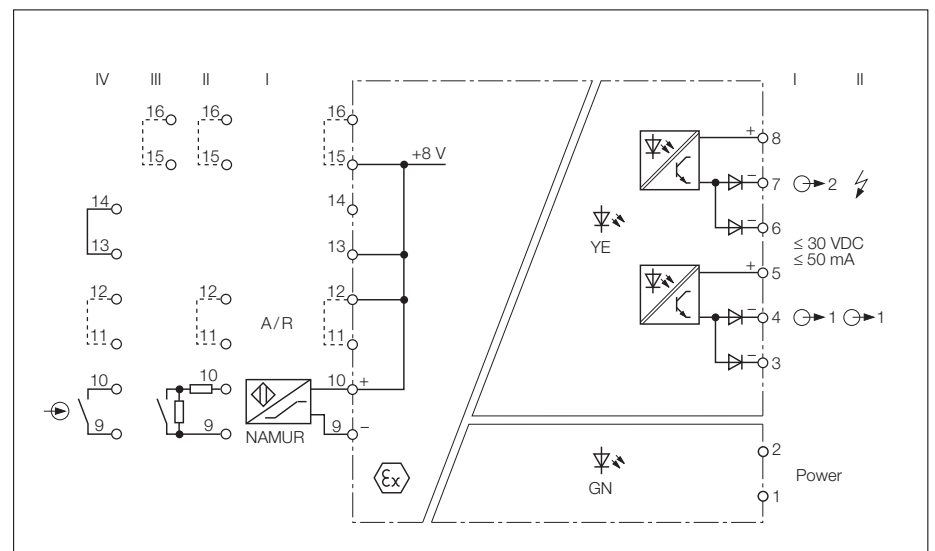 IV III II I I II
16 16 16
15 15 15 +8 V
8 +
7 − 2
6 −
YE
≤ 30 VDC
≤ 50 mA
14 14
13 13
5 +
12 12 12
A/R
11 11 11
4 − 1 1
3 −
10 10 10 +
9 9 9 −
NAMUR
Ex
GN
2
Power
1